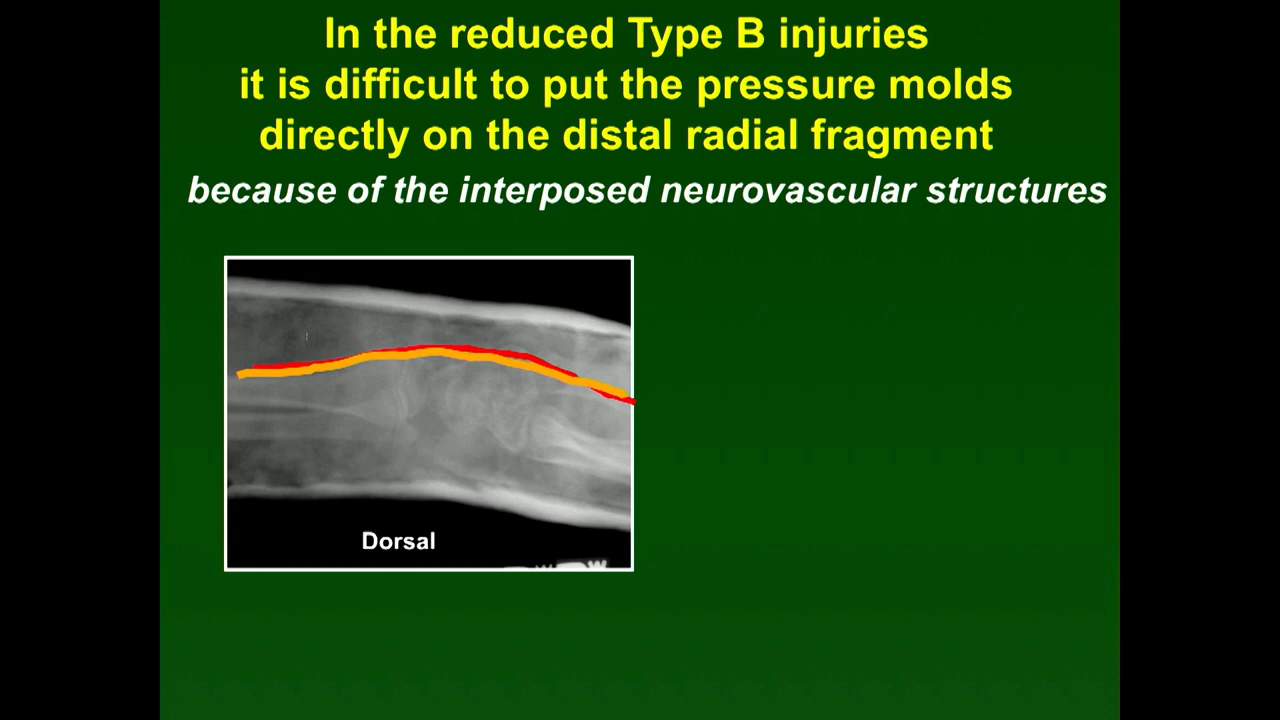 In the reduced Type B injuries
it is difficult to put the pressure molds
directly on the distal radial fragment
because of the interposed neurovascular structures
Dorsal